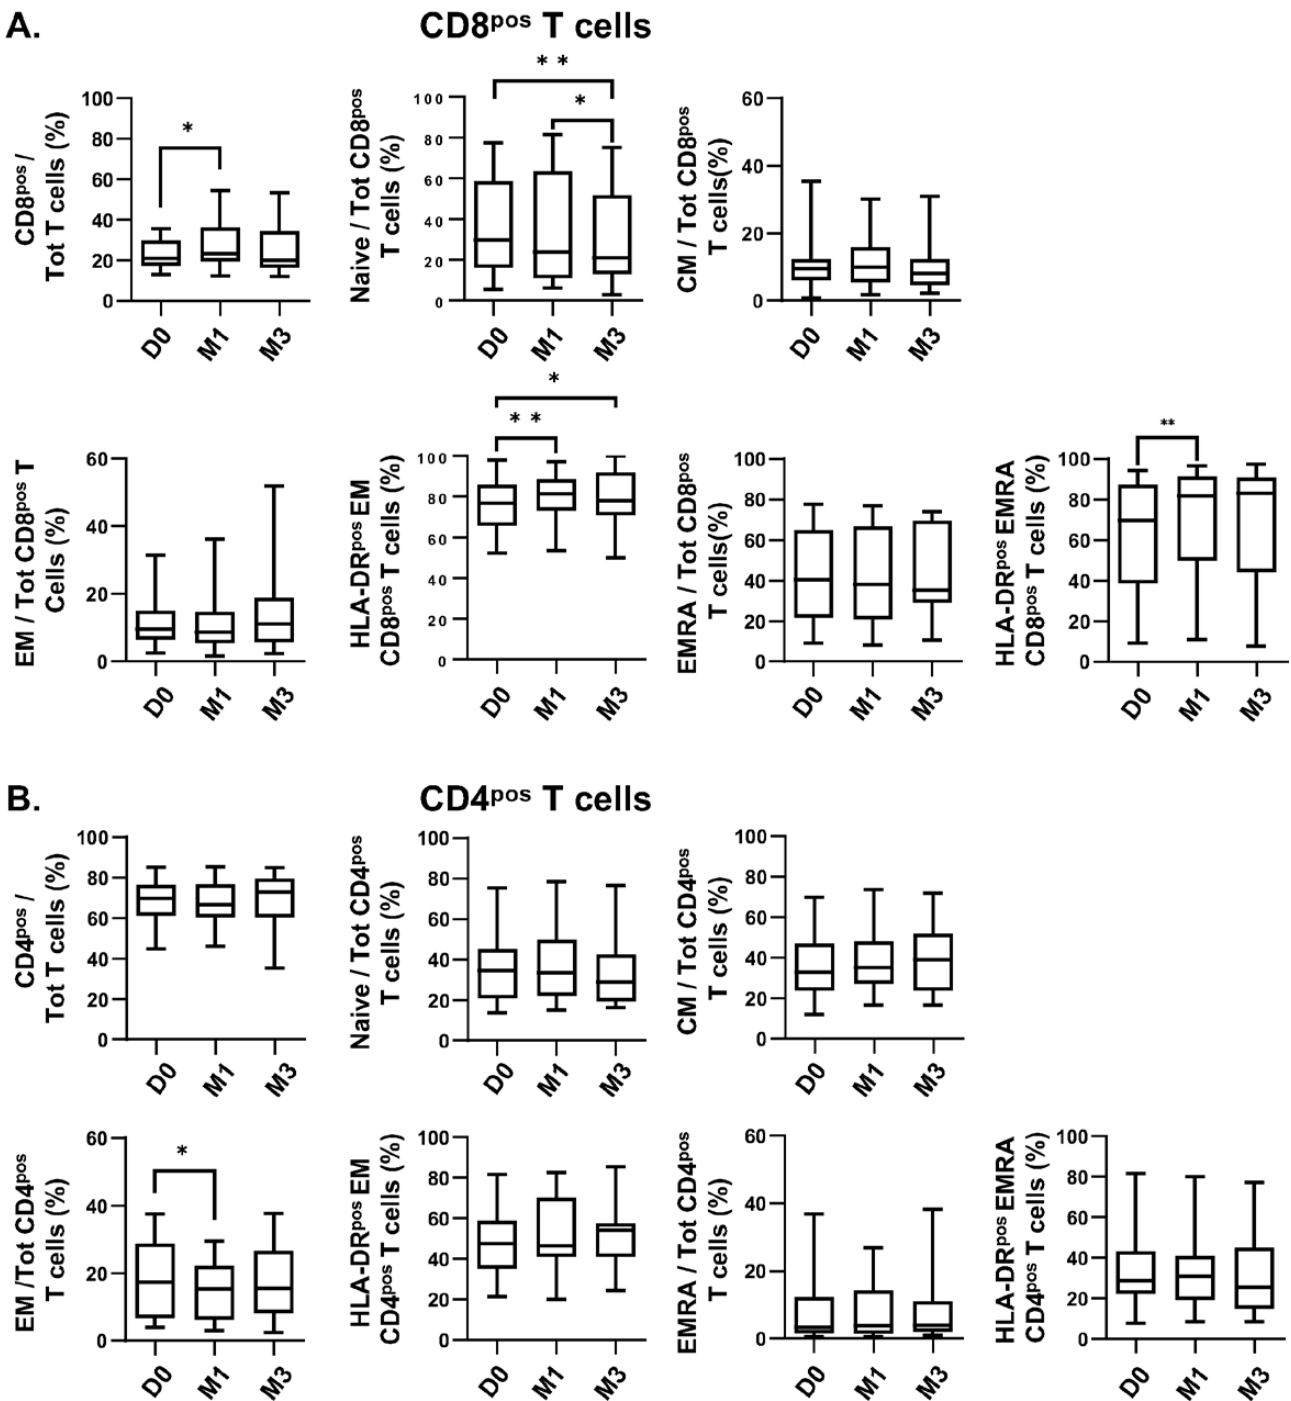 A.
CD8pos T cells
CD8pos /
Tot T cells (%)
100
80
60
40
20
0
*
D0
M1
M3
Naive / Tot CD8pos
T cells (%)
100
80
60
40
20
0
**
*
D0
M1
M3
CM / Tot CD8pos
T cells(%)
60
40
20
0
D0
M1
M3
EM / Tot CD8pos T
Cells (%)
60
40
20
0
D0
M1
M3
HLA-DRpos EM
CD8pos T cells (%)
100
80
60
40
20
0
*
**
D0
M1
M3
EMRA / Tot CD8pos
T cells(%)
100
80
60
40
20
0
D0
M1
M3
HLA-DRpos EMRA
CD8pos T cells (%)
100
80
60
40
20
0
**
D0
M1
M3
B.
CD4pos T cells
CD4pos /
Tot T cells (%)
100
80
60
40
20
0
D0
M1
M3
Naive / Tot CD4pos
T cells (%)
100
80
60
40
20
0
D0
M1
M3
CM / Tot CD4pos
T cells (%)
100
80
60
40
20
0
D0
M1
M3
EM /Tot CD4pos
T cells (%)
60
40
20
0
*
D0
M1
M3
HLA-DRpos EM
CD4pos T cells (%)
100
80
60
40
20
0
D0
M1
M3
EMRA / Tot CD4pos
T cells (%)
60
40
20
0
D0
M1
M3
HLA-DRpos EMRA
CD4pos T cells (%)
100
80
60
40
20
0
D0
M1
M3